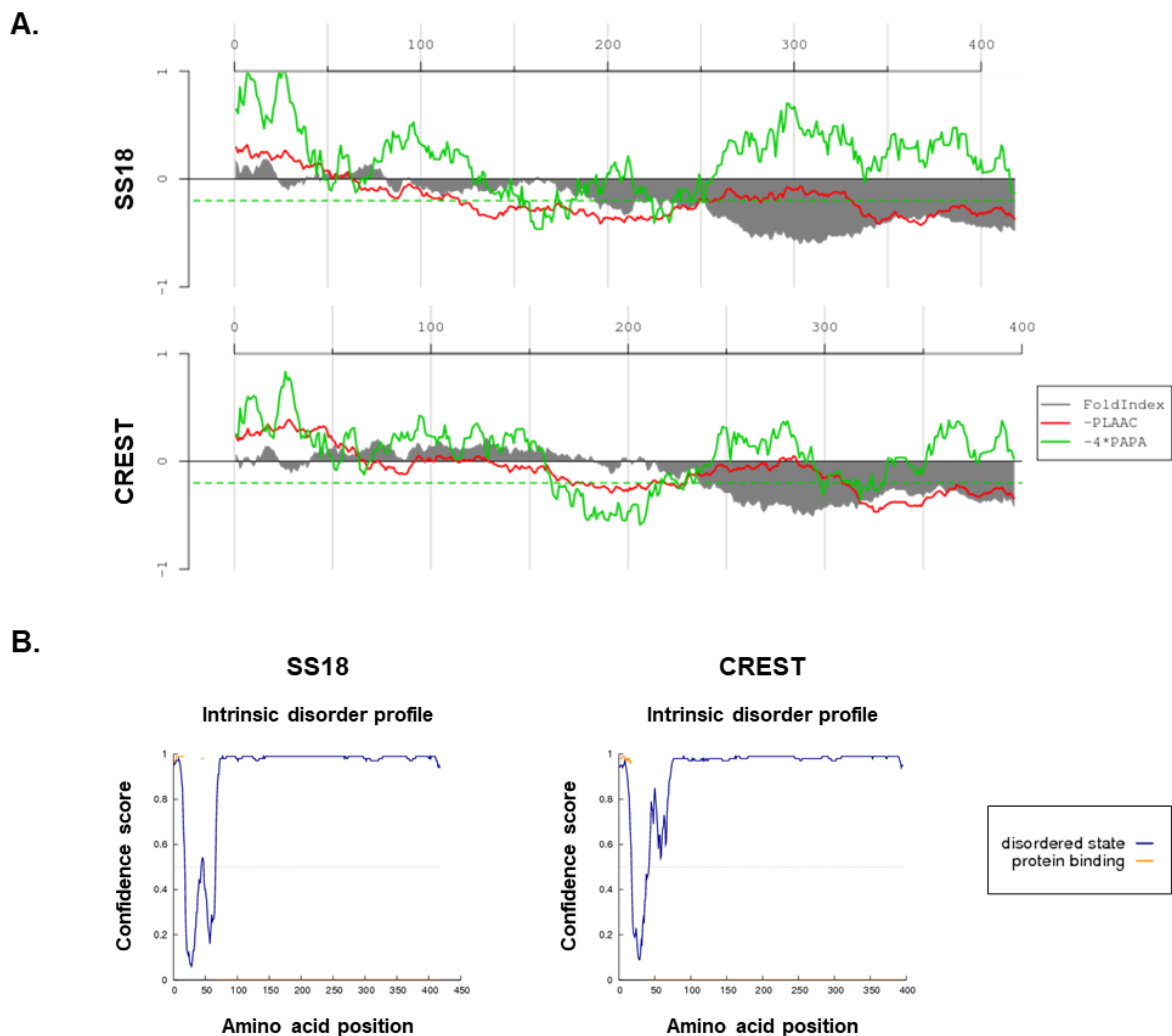 A.
0 100 200 300 400
SS18
1
0
-1
0 100 200 300 400
CREST
1
0
-1
FoldIndex
-PLAAC
-4*PAPA
B.
SS18
Intrinsic disorder profile
Confidence score
1
0.8
0.6
0.4
0.2
0
0 50 100 150 200 250 300 350 400 450
Amino acid position
CREST
Intrinsic disorder profile
Confidence score
1
0.8
0.6
0.4
0.2
0
0 50 100 150 200 250 300 350 400
Amino acid position
disordered state
protein binding